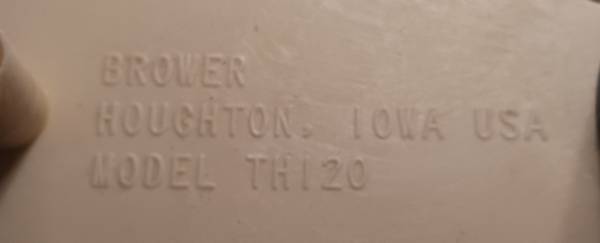 BROWER
HOUGHTON, IOWA USA
MODEL TH120